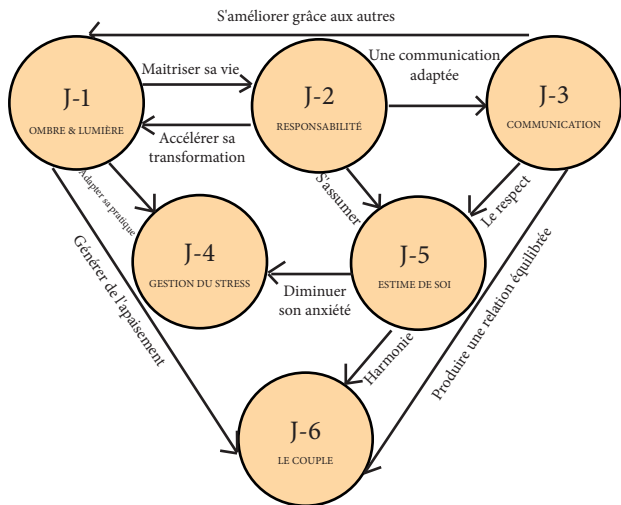 S'améliorer grâce aux autres
Maitriser sa vie
Une communication
adaptée
J-1
OMBRE & LUMIÈRE
J-2
RESPONSABILITÉ
J-3
COMMUNICATION
Accélérer sa
transformation
Adapter sa pratique
S'assumer
Le respect
J-4
GESTION DU STRESS
J-5
ESTIME DE SOI
Générer de l'apaisement
Diminuer
son anxiété
Produire une relation équilibrée
Harmonie
J-6
LE COUPLE